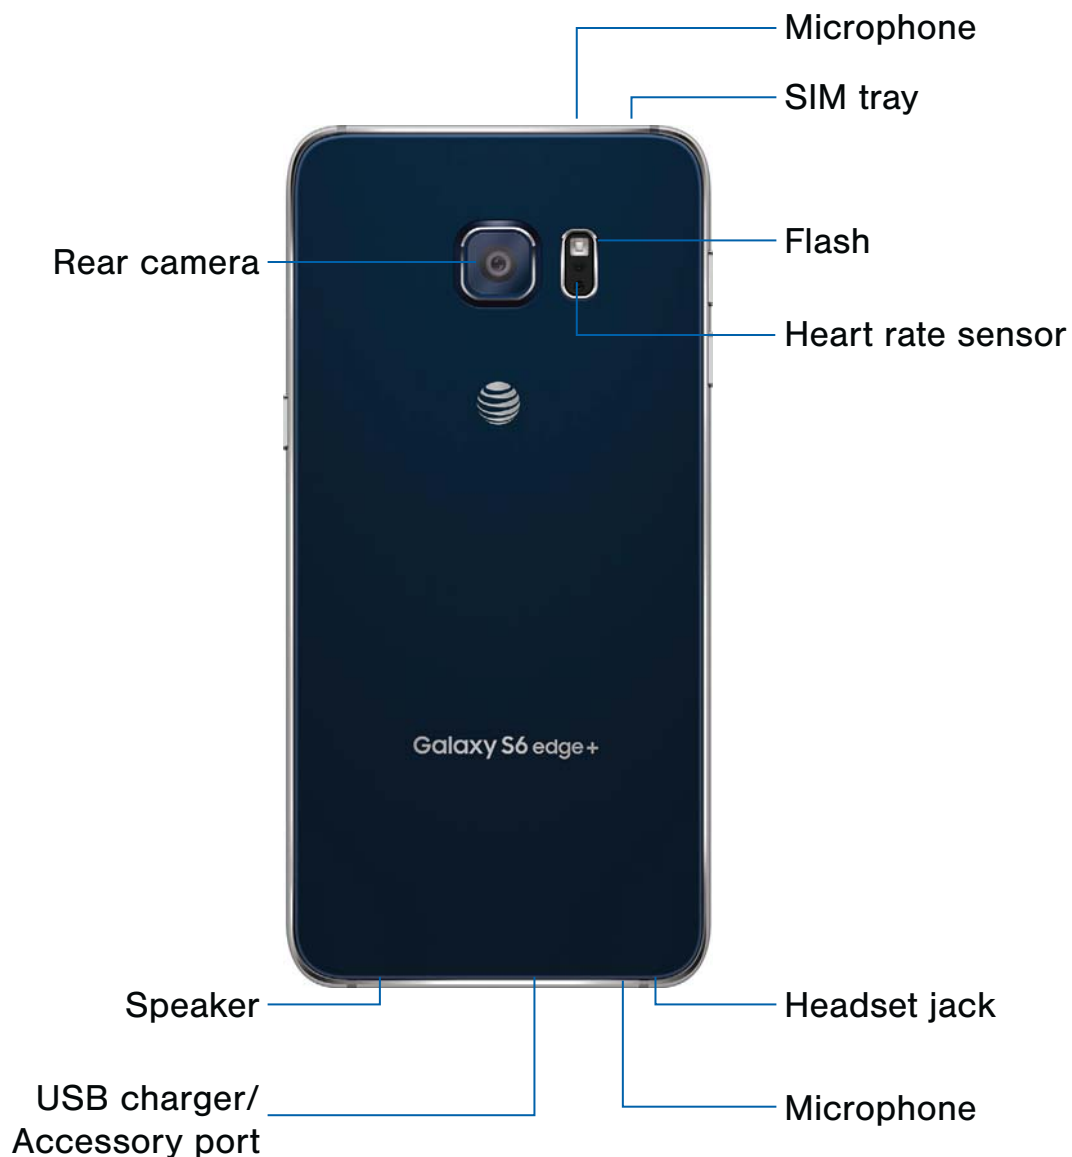 Microphone
SIM tray
Flash
Rear camera
Heart rate sensor
Galaxy S6 edge+
Speaker
Headset jack
USB charger/
Accessory port
Microphone